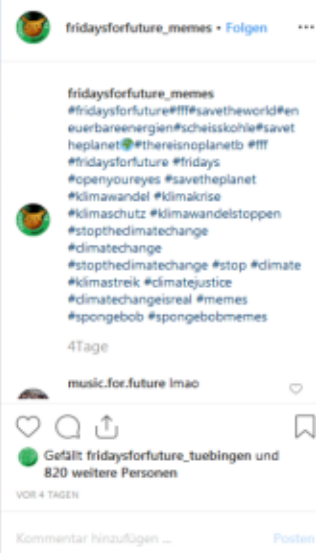 fridaysforfuture_memes • Folgen
fridaysforfuture_memes
#fridaysforfuture#fff#savetheworld#en
euerbareenergien#scheisskohle#savet
heplanet🌍#thereisnoplanetb #fff
#fridaysforfuture #fridays
#openyoureyes #savetheplanet
#klimawandel #klimakrise
#klimaschutz #klimawandelstoppen
#stoptheclimatechange
#climatechange
#stoptheclimatechange #stop #climate
#klimastreik #climatejustice
#climatechangeisreal #memes
#spongebob #spongebobmemes
4Tage
music.for.future lmao
Gefällt fridaysforfuture_tuebingen und
820 weitere Personen
VOR 4 TAGEN
Kommentar hinzufügen ... Posten